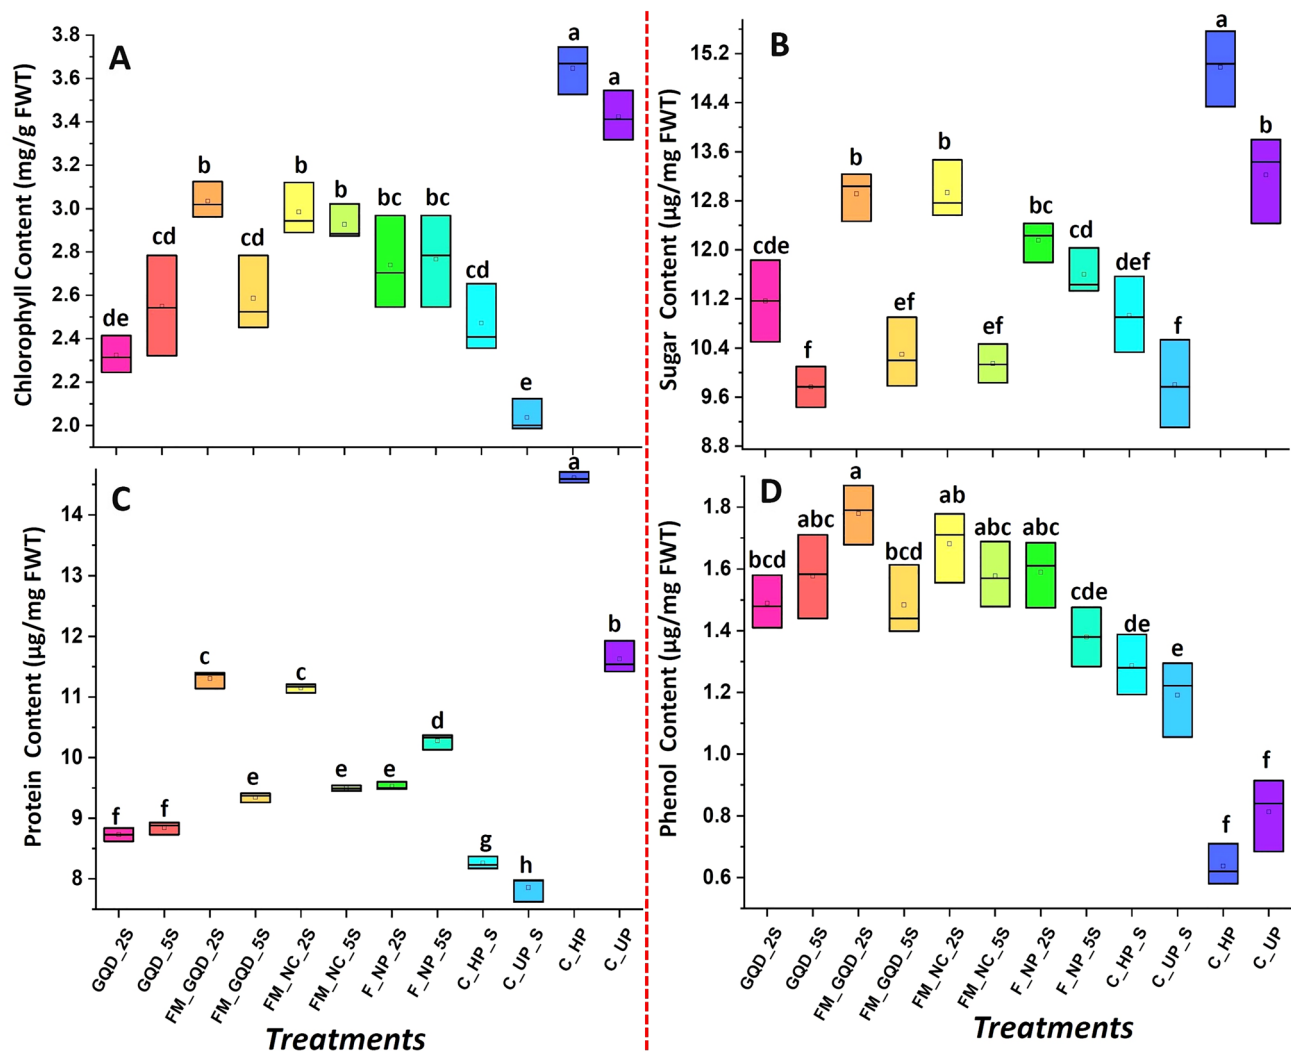 A
Chlorophyll Content (mg/g FWT)
3.8
3.6
3.4
3.2
3.0
2.8
2.6
2.4
2.2
2.0
de
cd
b
cd
b
b
bc
bc
cd
e
a
a
B
Sugar Content (µg/mg FWT)
15.2
14.4
13.6
12.8
12.0
11.2
10.4
9.6
8.8
cde
f
b
ef
b
ef
bc
cd
def
f
a
b
C
Protein Content (µg/mg FWT)
14
13
12
11
10
9
8
f
f
c
e
c
e
e
d
g
h
a
b
GQD_2S
GQD_5S
FM_GQD_2S
FM_GQD_5S
FM_NC_2S
FM_NC_5S
F_NP_2S
F_NP_5S
C_HP_S
C_UP_S
C_HP
C_UP
Treatments
D
Phenol Content (µg/mg FWT)
1.8
1.6
1.4
1.2
1.0
0.8
0.6
bcd
abc
a
bcd
ab
abc
abc
cde
de
e
f
f
GQD_2S
GQD_5S
FM_GQD_2S
FM_GQD_5S
FM_NC_2S
FM_NC_5S
F_NP_2S
F_NP_5S
C_HP_S
C_UP_S
C_HP
C_UP
Treatments